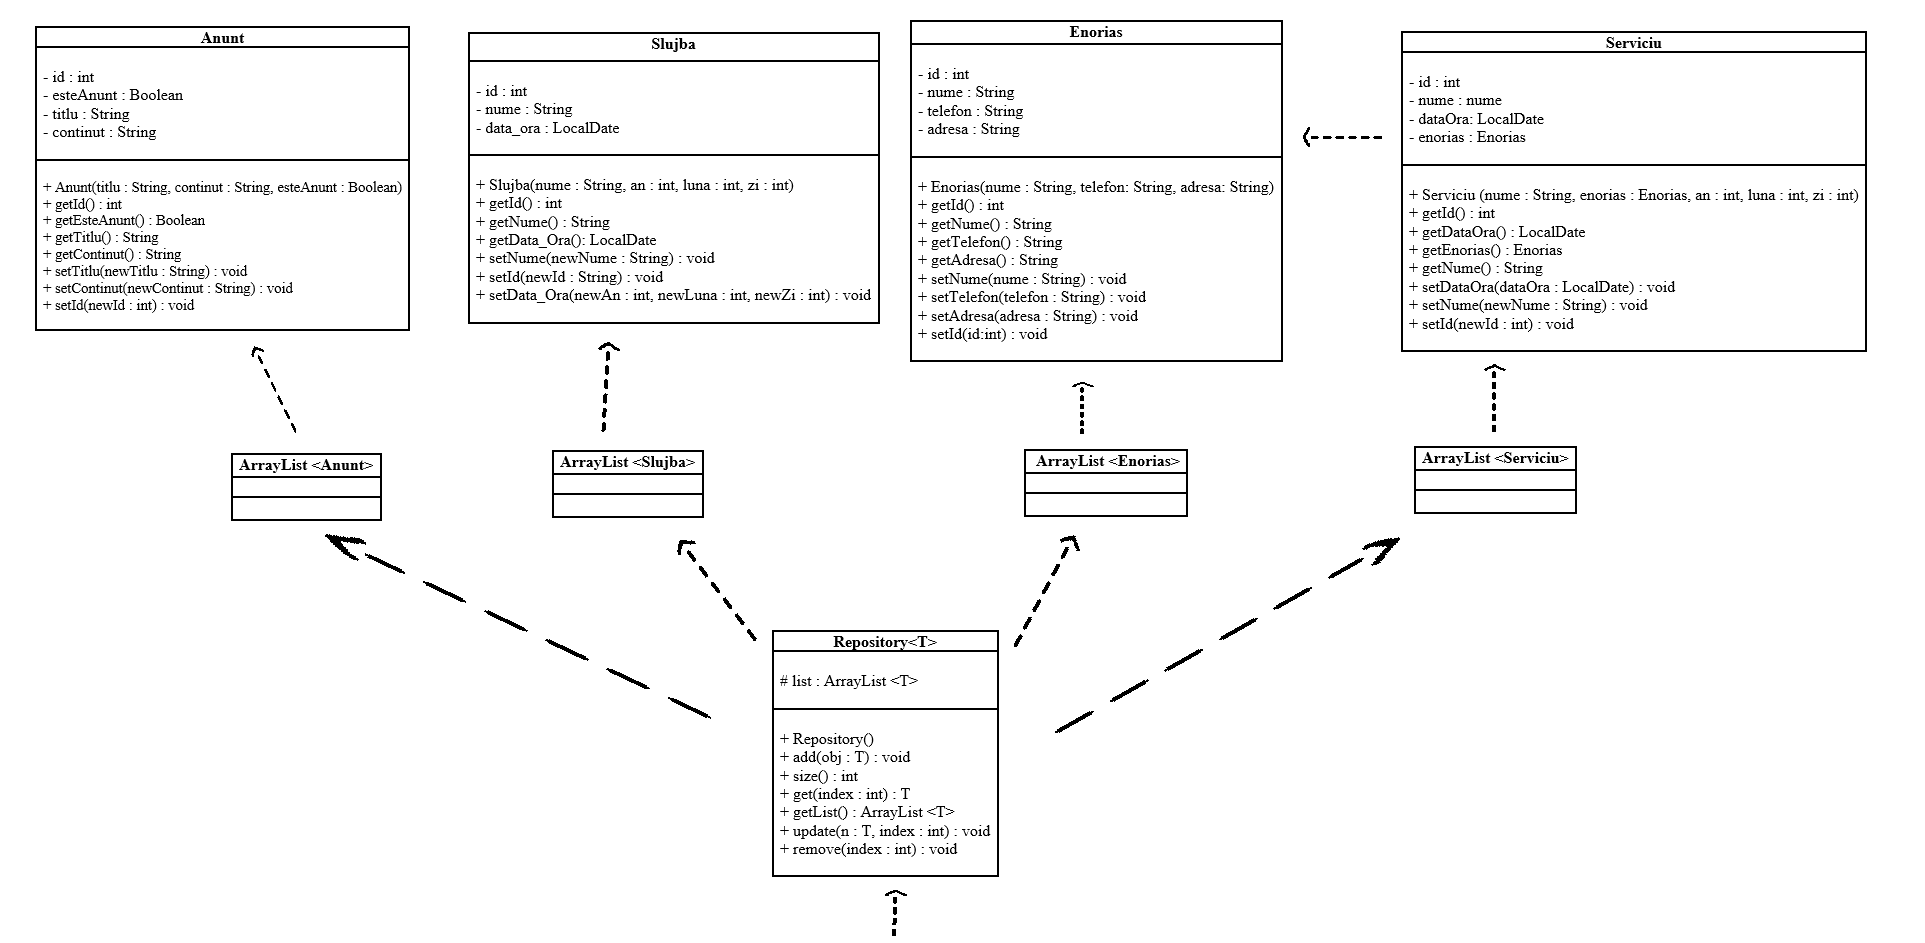 Anunt
- id : int
- esteAnunt : Boolean
- titlu : String
- continut : String
+ Anunt(titlu : String, continut : String, esteAnunt : Boolean)
+ getId() : int
+ getEsteAnunt() : Boolean
+ getTitlu() : String
+ getContinut() : String
+ setTitlu(newTitlu : String) : void
+ setContinut(newContinut : String) : void
+ setId(newId : int) : void
Slujba
- id : int
- nume : String
- data_ora : LocalDate
+ Slujba(nume : String, an : int, luna : int, zi : int)
+ getId() : int
+ getNume() : String
+ getData_Ora(): LocalDate
+ setNume(newNume : String) : void
+ setId(newId : String) : void
+ setData_Ora(newAn : int, newLuna : int, newZi : int) : void
Enorias
- id : int
- nume : String
- telefon : String
- adresa : String
+ Enorias(nume : String, telefon: String, adresa: String)
+ getId() : int
+ getNume() : String
+ getTelefon() : String
+ getAdresa() : String
+ setNume(nume : String) : void
+ setTelefon(telefon : String) : void
+ setAdresa(adresa : String) : void
+ setId(id:int) : void
Serviciu
- id : int
- nume : nume
- dataOra: LocalDate
- enorias : Enorias
+ Serviciu (nume : String, enorias : Enorias, an : int, luna : int, zi : int)
+ getId() : int
+ getDataOra() : LocalDate
+ getEnorias() : Enorias
+ getNume() : String
+ setDataOra(dataOra : LocalDate) : void
+ setNume(newNume : String) : void
+ setId(newId : int) : void
ArrayList <Anunt>
ArrayList <Slujba>
ArrayList <Enorias>
ArrayList <Serviciu>
Repository<T>
# list : ArrayList <T>
+ Repository()
+ add(obj : T) : void
+ size() : int
+ get(index : int) : T
+ getList() : ArrayList <T>
+ update(n : T, index : int) : void
+ remove(index : int) : void